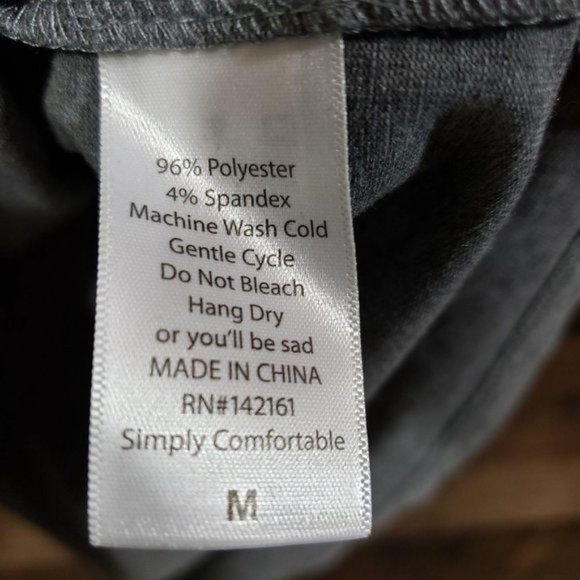 96% Polyester
4% Spandex
Machine Wash Cold
Gentle Cycle
Do Not Bleach
Hang Dry
or you'll be sad
MADE IN CHINA
RN#142161
Simply Comfortable
M